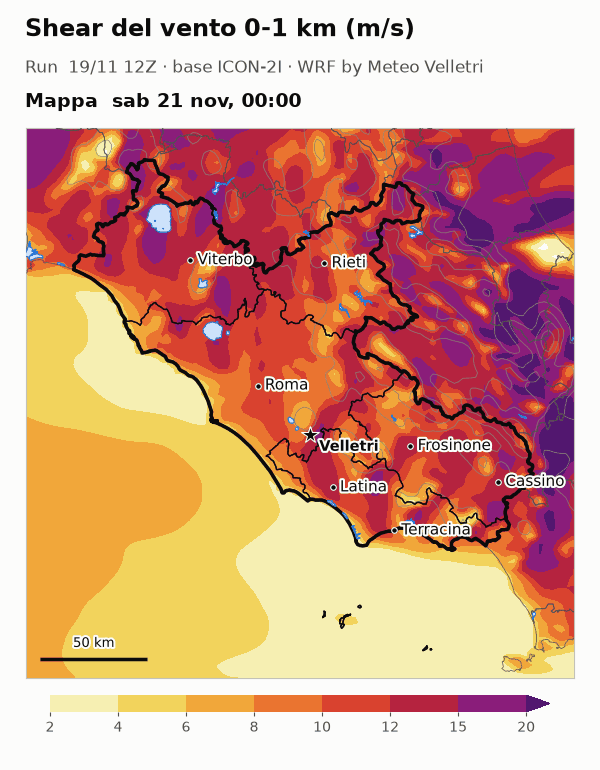 Shear del vento 0-1 km (m/s)
Run  19/11 12Z · base ICON-2I · WRF by Meteo Velletri
Mappa  sab 21 nov, 00:00
Viterbo
Rieti
Roma
Velletri
Frosinone
Latina
Cassino
Terracina
50 km
2 4 6 8 10 12 15 20